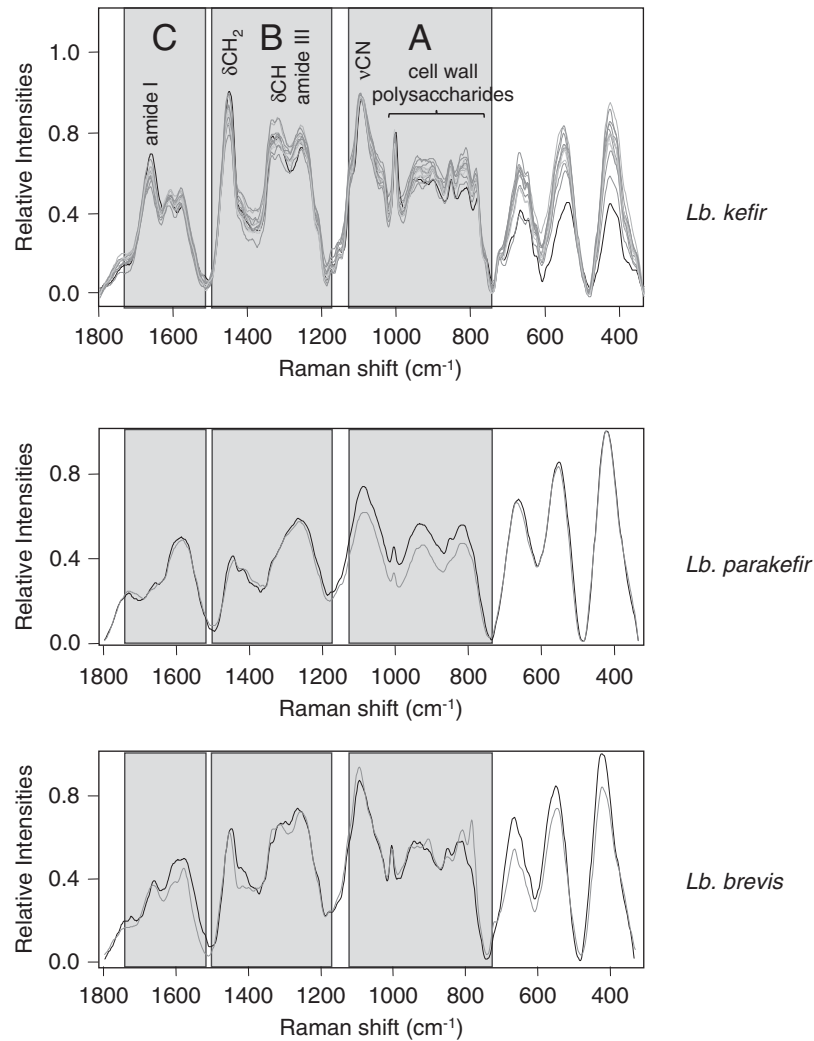 C
B
A
amide I
δCH₂
δCH
amide III
νCN
cell wall
polysaccharides
Relative Intensities
1.0
0.8
0.4
0.0
1800 1600 1400 1200 1000 800 600 400
Raman shift (cm⁻¹)
Lb. kefir
Relative Intensities
0.8
0.4
0.0
1800 1600 1400 1200 1000 800 600 400
Raman shift (cm⁻¹)
Lb. parakefir
Relative Intensities
0.8
0.4
0.0
1800 1600 1400 1200 1000 800 600 400
Raman shift (cm⁻¹)
Lb. brevis